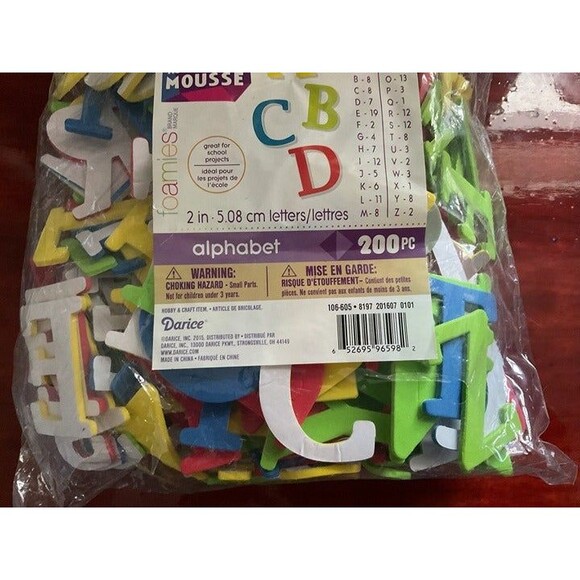 MOUSSE
foamies
BRAND
MARQUE
C B
D
great for
school
projects
idéal pour
les projets de
l'école
B - 8
C - 8
D - 7
E - 19
F - 2
G - 4
H - 7
I - 12
J - 5
K - 6
L - 11
M - 8
O - 13
P - 3
Q - 1
R - 12
S - 12
T - 8
U - 3
V - 2
W - 3
X - 1
Y - 8
Z - 2
2 in · 5.08 cm letters/lettres
alphabet 200 PC
WARNING:
CHOKING HAZARD - Small Parts.
Not for children under 3 years.
MISE EN GARDE:
RISQUE D'ÉTOUFFEMENT - Contient des petites
pièces. Ne convient pas aux enfants de moins de 3 ans.
HOBBY & CRAFT ITEM. • ARTICLE DE BRICOLAGE.
106-605 • 8197 201607 0101
Darice
©DARICE, INC. 2010, DISTRIBUTED BY • DISTRIBUÉ PAR
DARICE, INC., 13000 DARICE PKWY., STRONGSVILLE, OH 44149
WWW.DARICE.COM
MADE IN CHINA • FABRIQUÉ EN CHINE
6 52695 96598 2